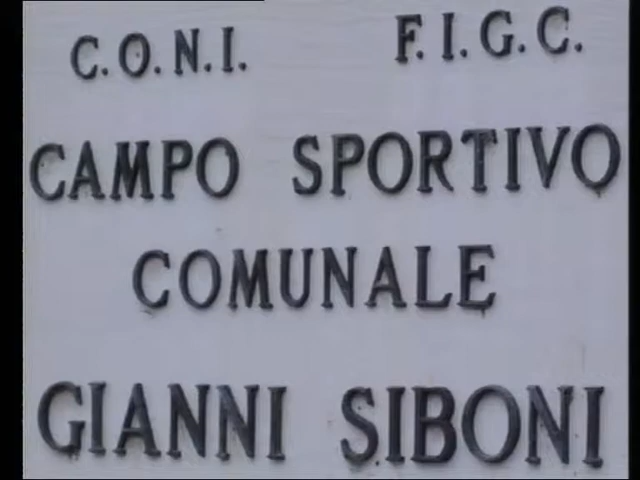 C.O.N.I. F.I.G.C.
CAMPO SPORTIVO
COMUNALE
GIANNI SIBONI